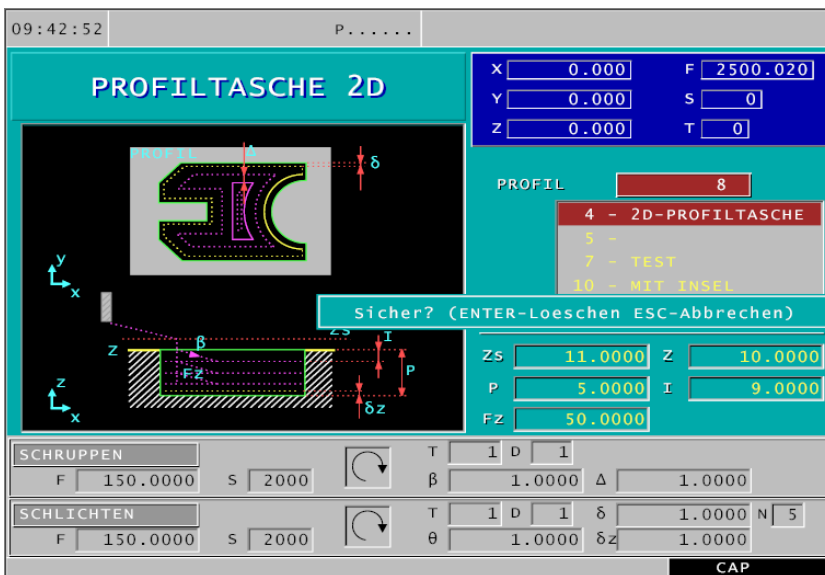 09:42:52 P......
PROFILTASCHE 2D
X 0.000 F 2500.020
Y 0.000 S 0
Z 0.000 T 0
PROFIL Δ
δ
y
x
PROFIL 8
4 - 2D-PROFILTASCHE
5 -
7 - TEST
10 - MIT INSEL
Sicher? (ENTER-Loeschen ESC-Abbrechen)
Zs I
z β
Fz P
z
x
δz
Zs 11.0000 Z 10.0000
P 5.0000 I 9.0000
Fz 50.0000
SCHRUPPEN T 1 D 1
F 150.0000 S 2000 β 1.0000 Δ 1.0000
SCHLICHTEN T 1 D 1 δ 1.0000 N 5
F 150.0000 S 2000 θ 1.0000 δz 1.0000
CAP